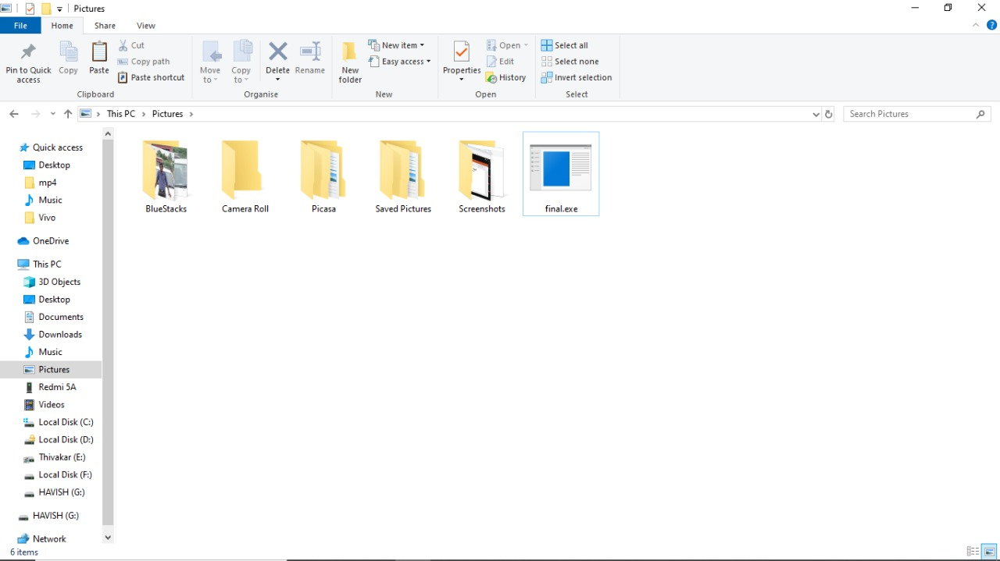 Pictures
File Home Share View
Pin to Quick access
Copy
Paste
Cut
Copy path
Paste shortcut
Clipboard
Move to
Copy to
Delete
Rename
Organise
New folder
New item
Easy access
New
Properties
Open
Edit
History
Open
Select all
Select none
Invert selection
Select
This PC Pictures
Search Pictures
Quick access
Desktop
mp4
Music
Vivo
OneDrive
This PC
3D Objects
Desktop
Documents
Downloads
Music
Pictures
Redmi 5A
Videos
Local Disk (C:)
Local Disk (D:)
Thivakar (E:)
Local Disk (F:)
HAVISH (G:)
HAVISH (G:)
Network
BlueStacks Camera Roll Picasa Saved Pictures Screenshots final.exe
6 items